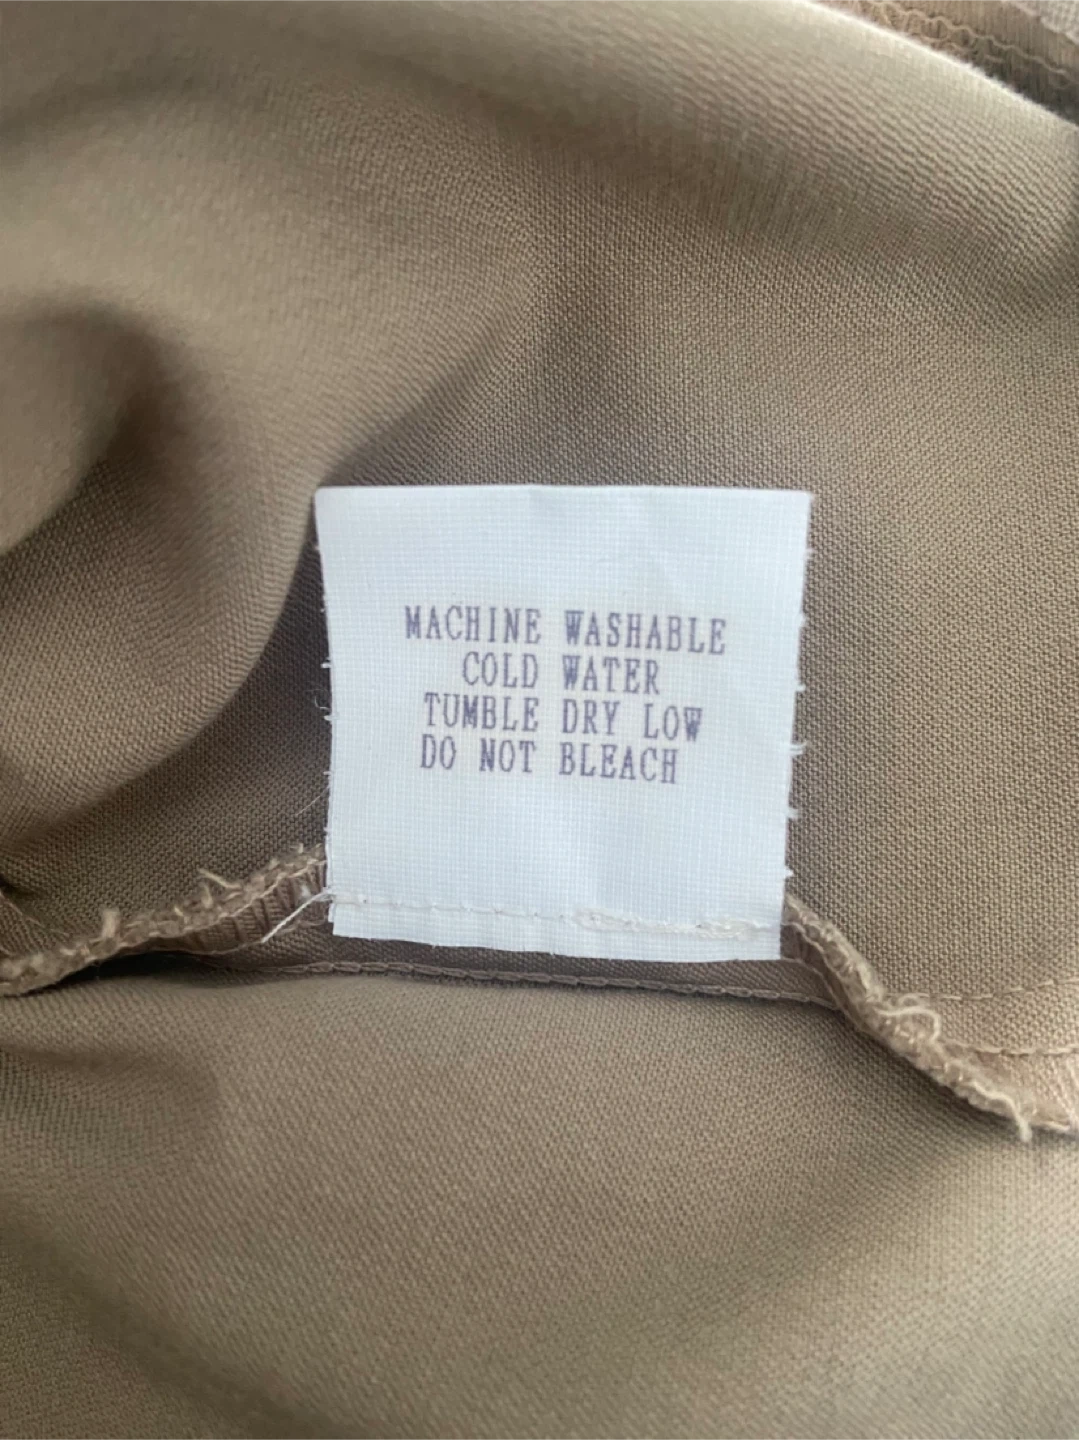 MACHINE WASHABLE
COLD WATER
TUMBLE DRY LOW
DO NOT BLEACH